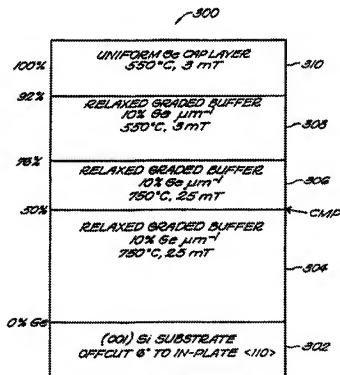 300
UNIFORM Ge CAP LAYER
550°C, 3 mT
100%
310
92%
RELAXED GRADED BUFFER
10% Ge μm⁻¹
550°C, 3 mT
308
76%
RELAXED GRADED BUFFER
10% Ge μm⁻¹
750°C, 25 mT
306
50%
CMP
RELAXED GRADED BUFFER
10% Ge μm⁻¹
750°C, 25 mT
304
0% Ge
(001) Si SUBSTRATE
OFFCUT 6° TO IN-PLATE <110>
302